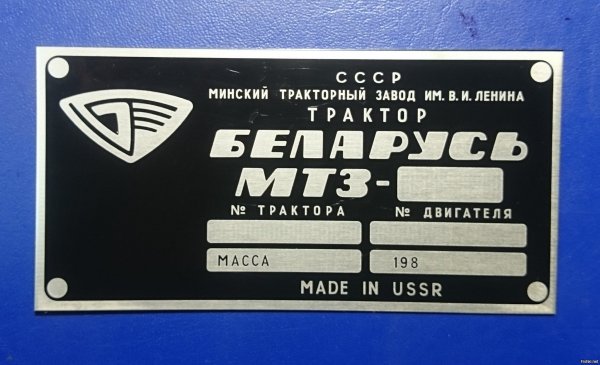 СССР
МИНСКИЙ ТРАКТОРНЫЙ ЗАВОД ИМ. В. И. ЛЕНИНА
ТРАКТОР
БЕЛАРУСЬ
МТЗ-
№ ТРАКТОРА № ДВИГАТЕЛЯ
МАССА 198
MADE IN USSR